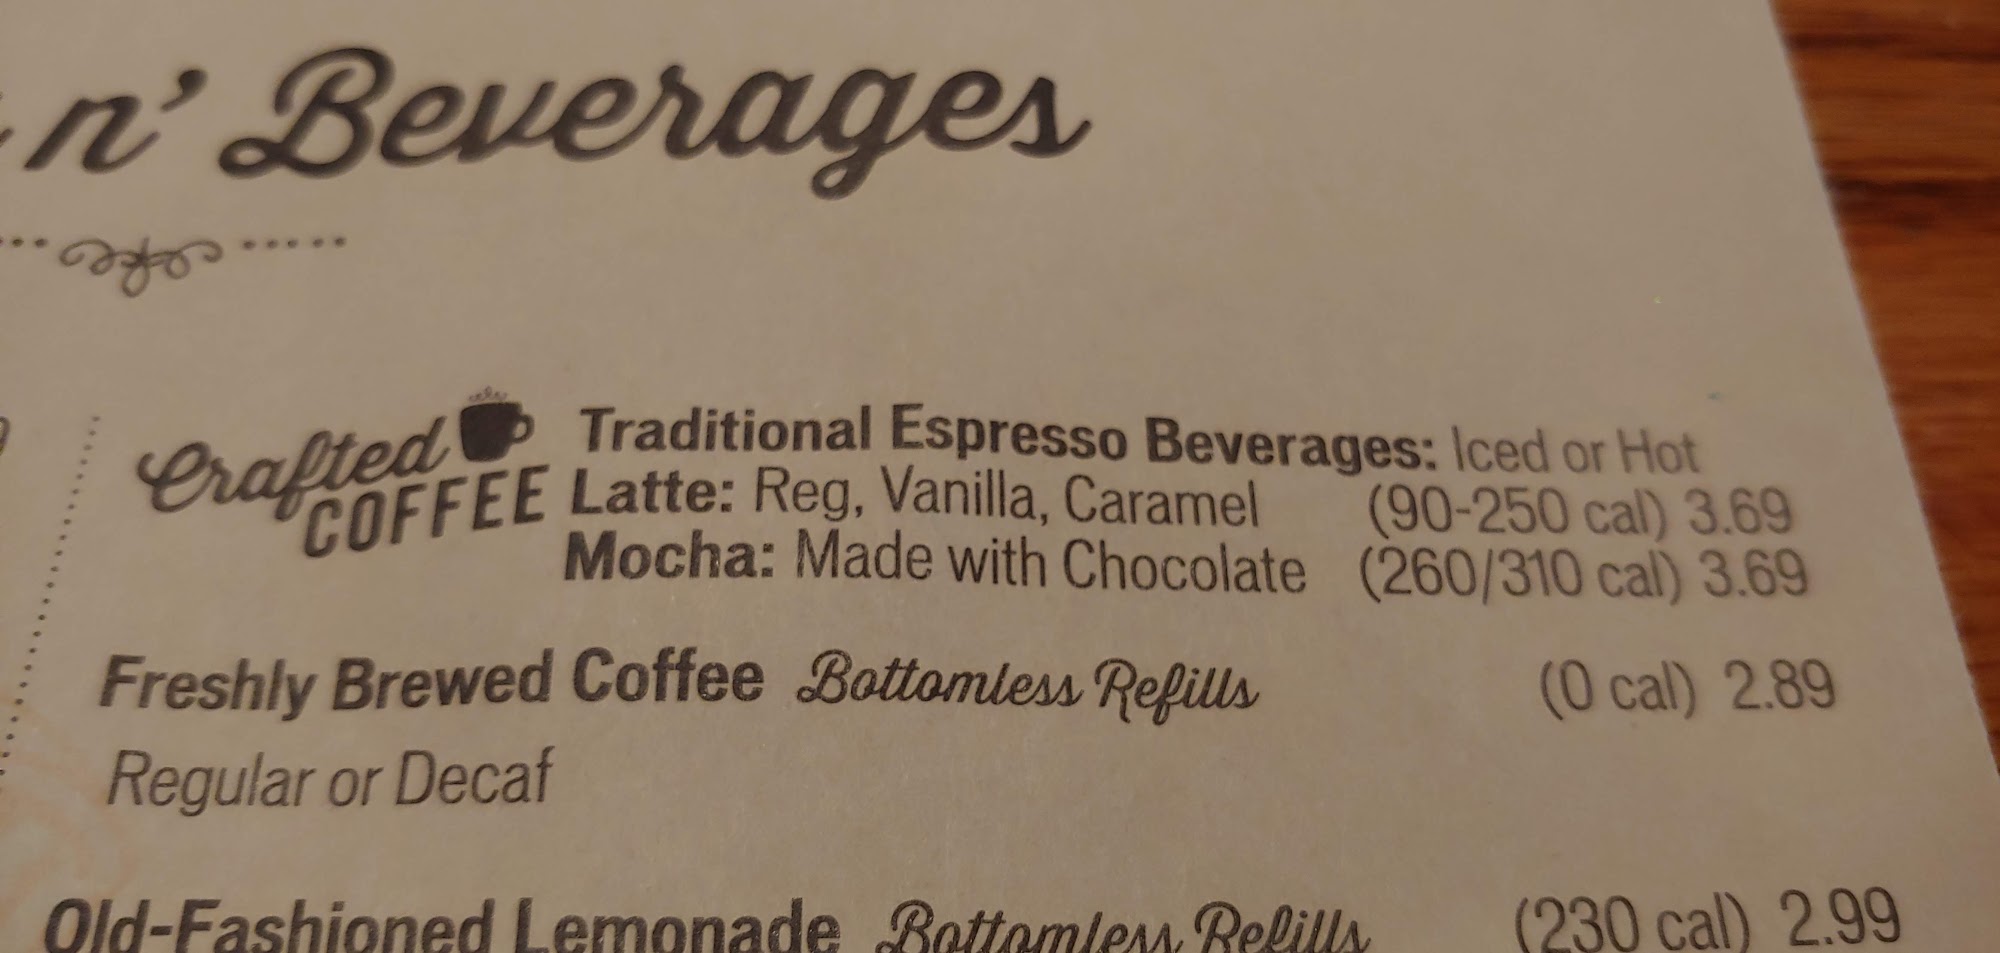 n' Beverages
Crafted COFFEE
Traditional Espresso Beverages: Iced or Hot
Latte: Reg, Vanilla, Caramel (90-250 cal) 3.69
Mocha: Made with Chocolate (260/310 cal) 3.69
Freshly Brewed Coffee Bottomless Refills (0 cal) 2.89
Regular or Decaf
Old-Fashioned Lemonade Bottomless Refills (230 cal) 2.99